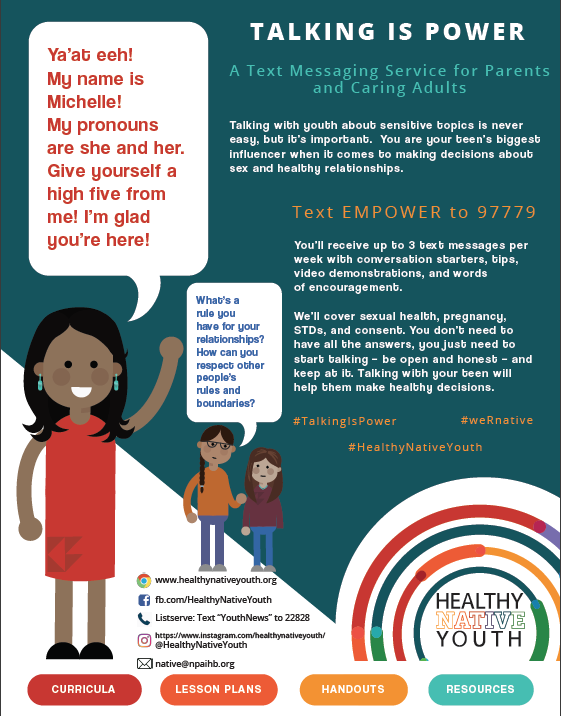 Ya'at eeh!
My name is
Michelle!
My pronouns
are she and her.
Give yourself a
high five from
me! I'm glad
you're here!
TALKING IS POWER
A Text Messaging Service for Parents
and Caring Adults
Talking with youth about sensitive topics is never
easy, but it's important.  You are your teen's biggest
influencer when it comes to making decisions about
sex and healthy relationships.
Text EMPOWER to 97779
You'll receive up to 3 text messages per
week with conversation starters, tips,
video demonstrations, and words
of encouragement.
We'll cover sexual health, pregnancy,
STDs, and consent. You don't need to
have all the answers, you just need to
start talking – be open and honest – and
keep at it. Talking with your teen will
help them make healthy decisions.
#TalkingIsPower
#weRnative
#HealthyNativeYouth
What's a
rule you
have for your
relationships?
How can you
respect other
people's
rules and
boundaries?
www.healthynativeyouth.org
fb.com/HealthyNativeYouth
Listserve: Text "YouthNews" to 22828
https://www.instagram.com/healthynativeyouth/
@HealthyNativeYouth
native@npaihb.org
HEALTHY
NATIVE
YOUTH
CURRICULA
LESSON PLANS
HANDOUTS
RESOURCES